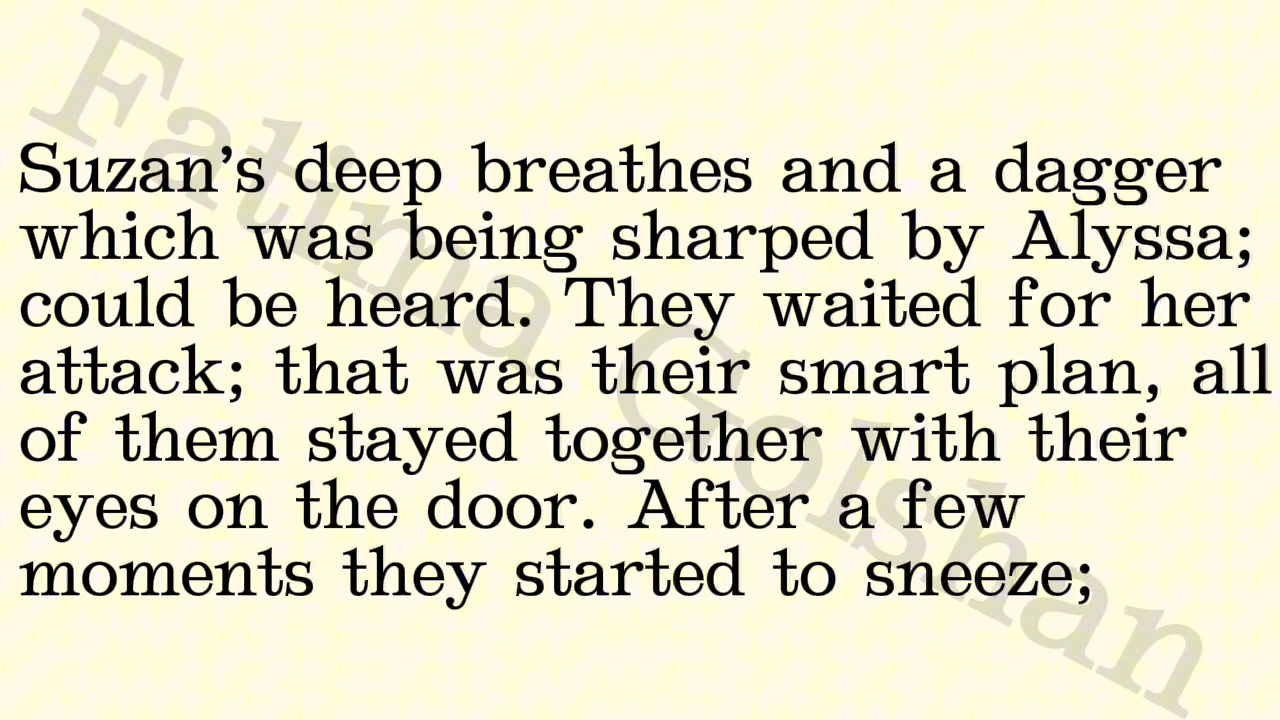 Suzan’s deep breathes and a dagger
which was being sharped by Alyssa;
could be heard. They waited for her
attack; that was their smart plan, all
of them stayed together with their
eyes on the door. After a few
moments they started to sneeze;
Fatima Golshan